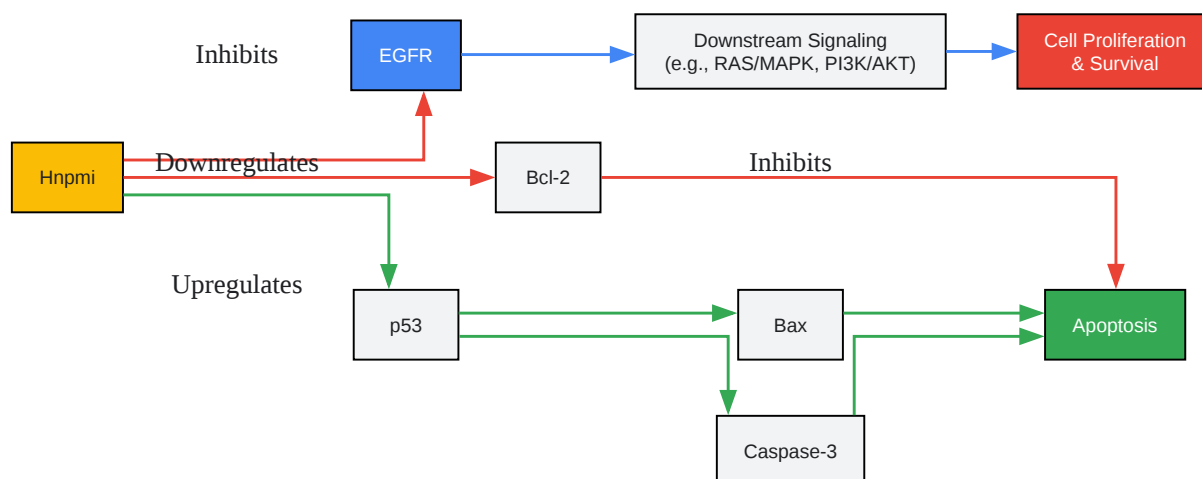 Inhibits
EGFR
Downstream Signaling
(e.g., RAS/MAPK, PI3K/AKT)
Cell Proliferation
& Survival
Hnpmi
Downregulates
Bcl-2
Inhibits
Upregulates
p53
Bax
Apoptosis
Caspase-3